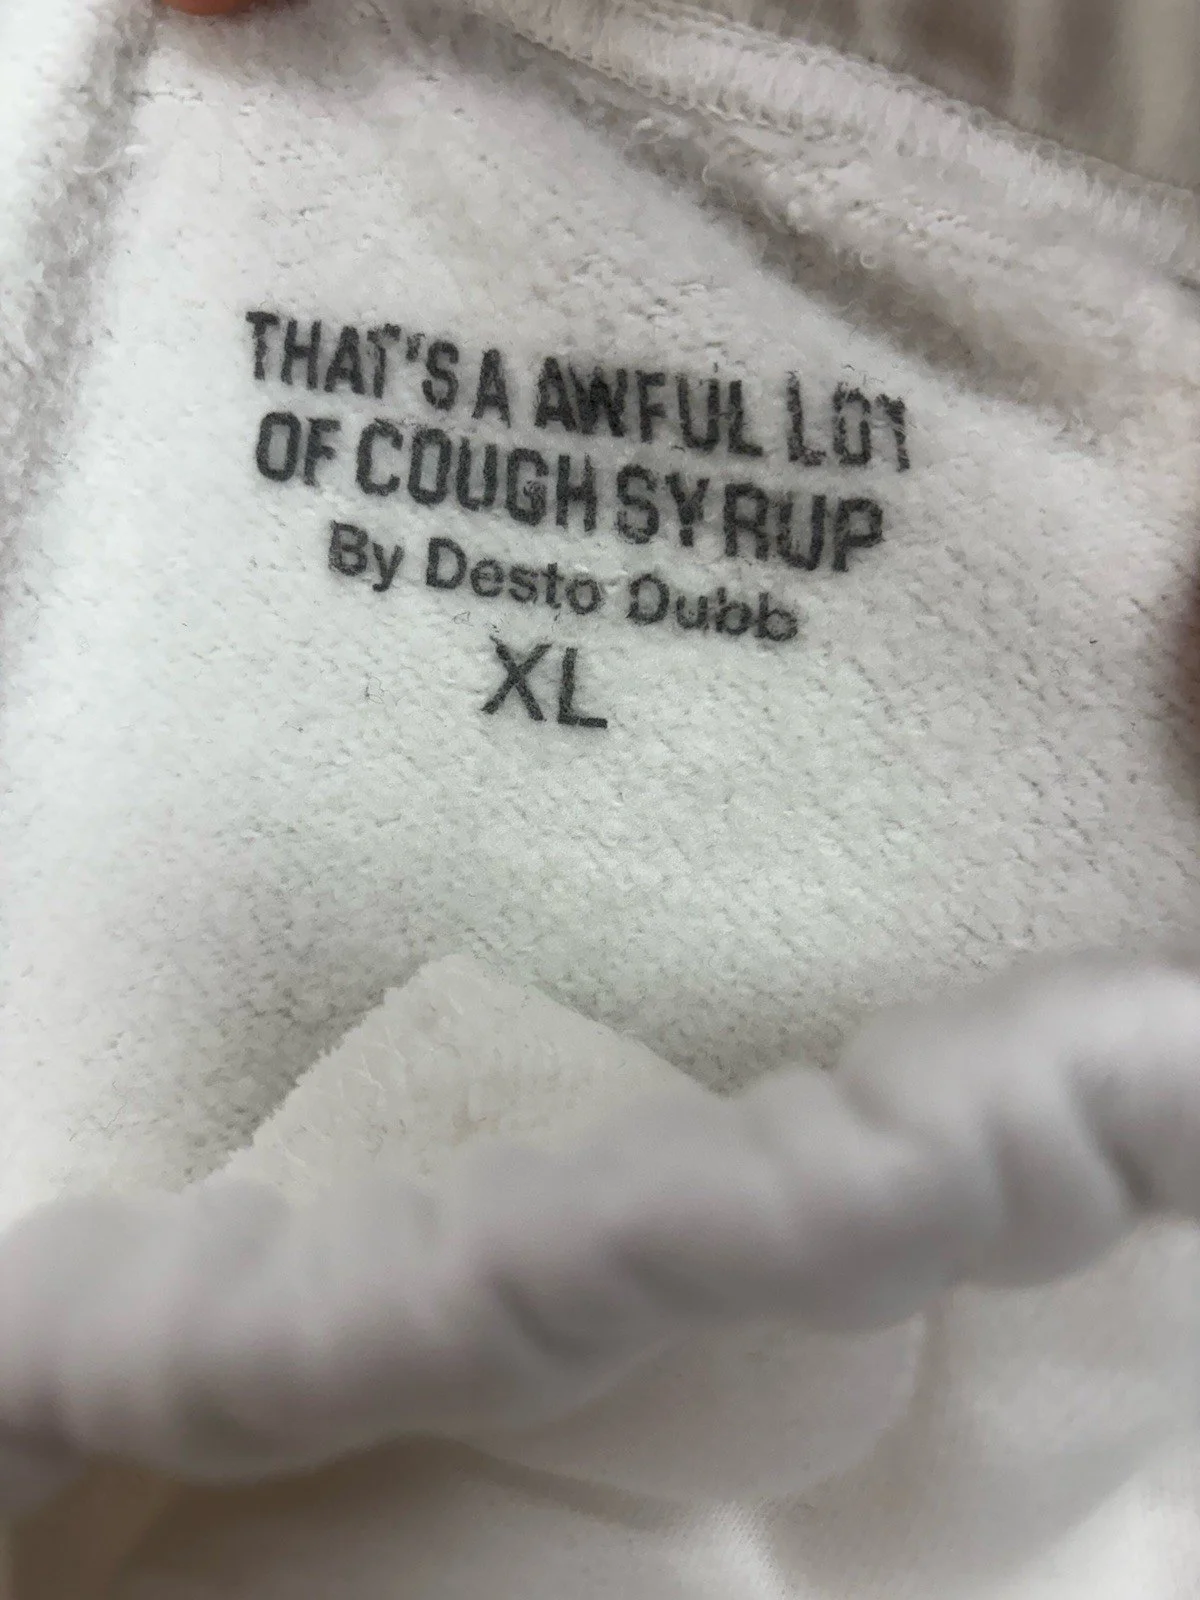 THAT'S A AWFUL LOT
OF COUGH SYRUP
By Desto Dubb
XL